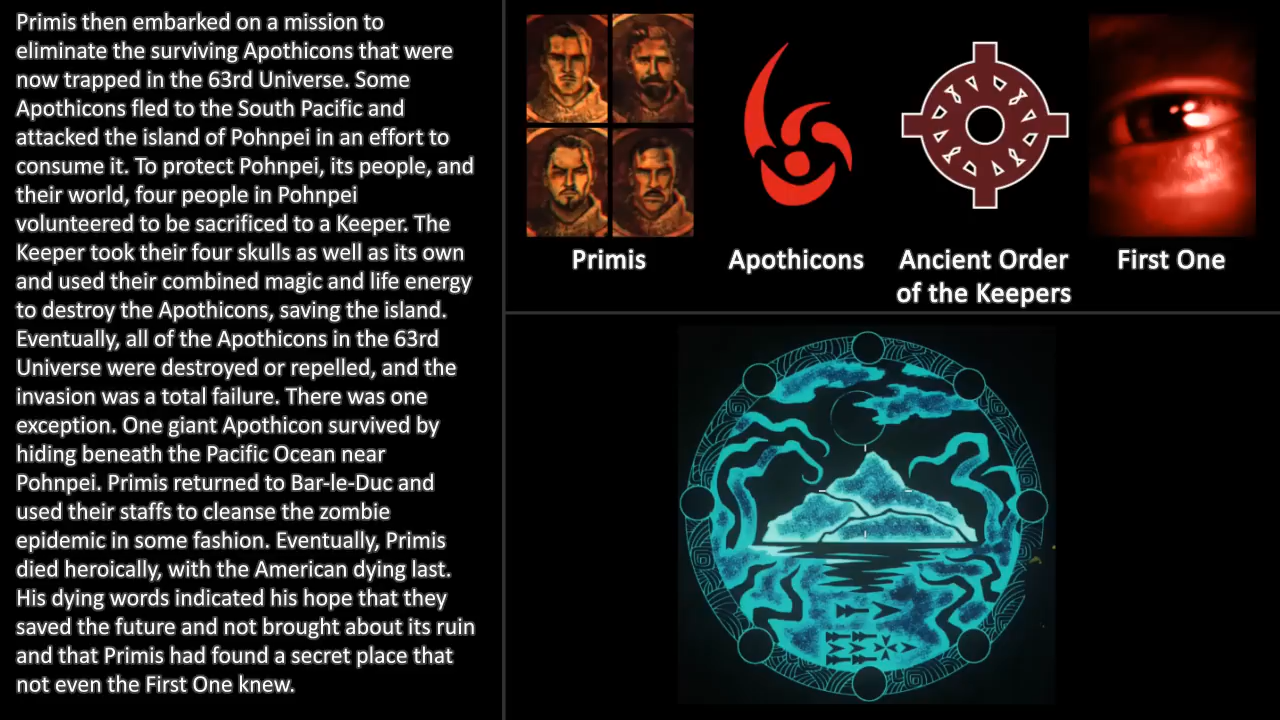 Primis then embarked on a mission to
eliminate the surviving Apothicons that were
now trapped in the 63rd Universe. Some
Apothicons fled to the South Pacific and
attacked the island of Pohnpei in an effort to
consume it. To protect Pohnpei, its people, and
their world, four people in Pohnpei
volunteered to be sacrificed to a Keeper. The
Keeper took their four skulls as well as its own
and used their combined magic and life energy
to destroy the Apothicons, saving the island.
Eventually, all of the Apothicons in the 63rd
Universe were destroyed or repelled, and the
invasion was a total failure. There was one
exception. One giant Apothicon survived by
hiding beneath the Pacific Ocean near
Pohnpei. Primis returned to Bar-le-Duc and
used their staffs to cleanse the zombie
epidemic in some fashion. Eventually, Primis
died heroically, with the American dying last.
His dying words indicated his hope that they
saved the future and not brought about its ruin
and that Primis had found a secret place that
not even the First One knew.
Primis
Apothicons
Ancient Order
of the Keepers
First One